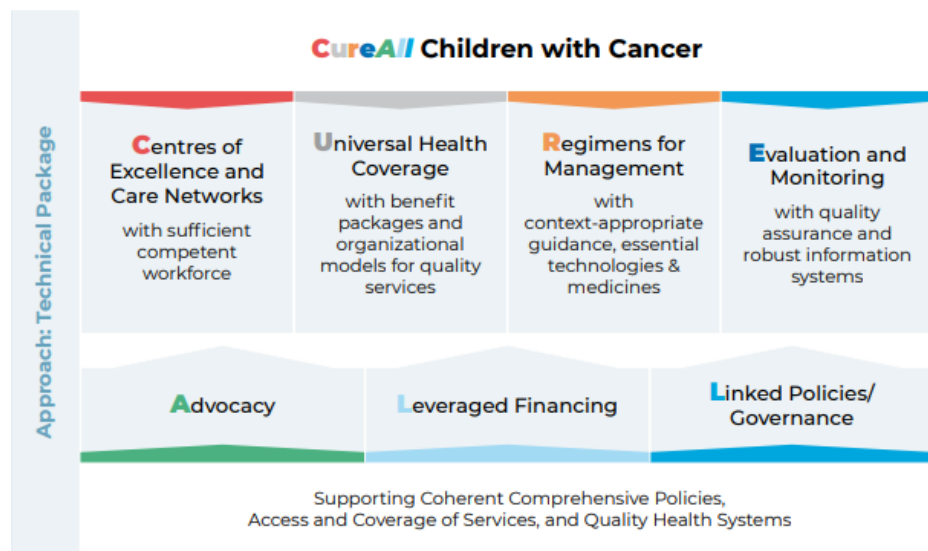 CureAll Children with Cancer
Approach: Technical Package
Centres of
Excellence and
Care Networks
with sufficient
competent
workforce
Universal Health
Coverage
with benefit
packages and
organizational
models for quality
services
Regimens for
Management
with
context-appropriate
guidance, essential
technologies &
medicines
Evaluation and
Monitoring
with quality
assurance and
robust information
systems
Advocacy
Leveraged Financing
Linked Policies/
Governance
Supporting Coherent Comprehensive Policies,
Access and Coverage of Services, and Quality Health Systems